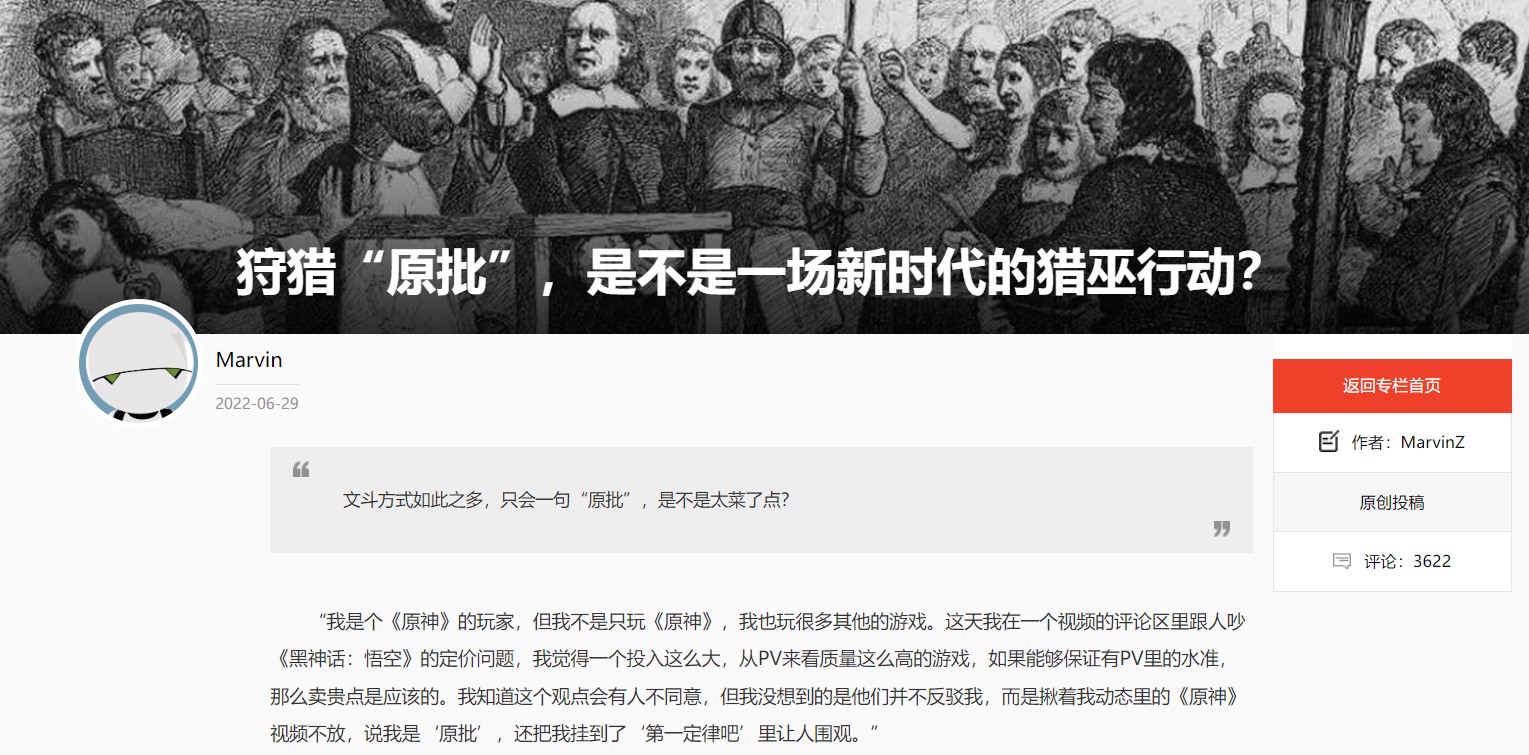 狩猎“原批”，是不是一场新时代的猎巫行动？
Marvin
2022-06-29
返回专栏首页
作者：MarvinZ
原创投稿
评论：3622
“
文斗方式如此之多，只会一句“原批”，是不是太菜了点？
”
“我是个《原神》的玩家，但我不是只玩《原神》，我也玩很多其他的游戏。这天我在一个视频的评论区里跟人吵
《黑神话：悟空》的定价问题，我觉得一个投入这么大，从PV来看质量这么高的游戏，如果能够保证有PV里的水准，
那么卖贵点是应该的。我知道这个观点会有人不同意，但我没想到的是他们并不反驳我，而是揪着我动态里的《原神》
视频不放，说我是‘原批’，还把我挂到了‘第一定律吧’里让人围观。”